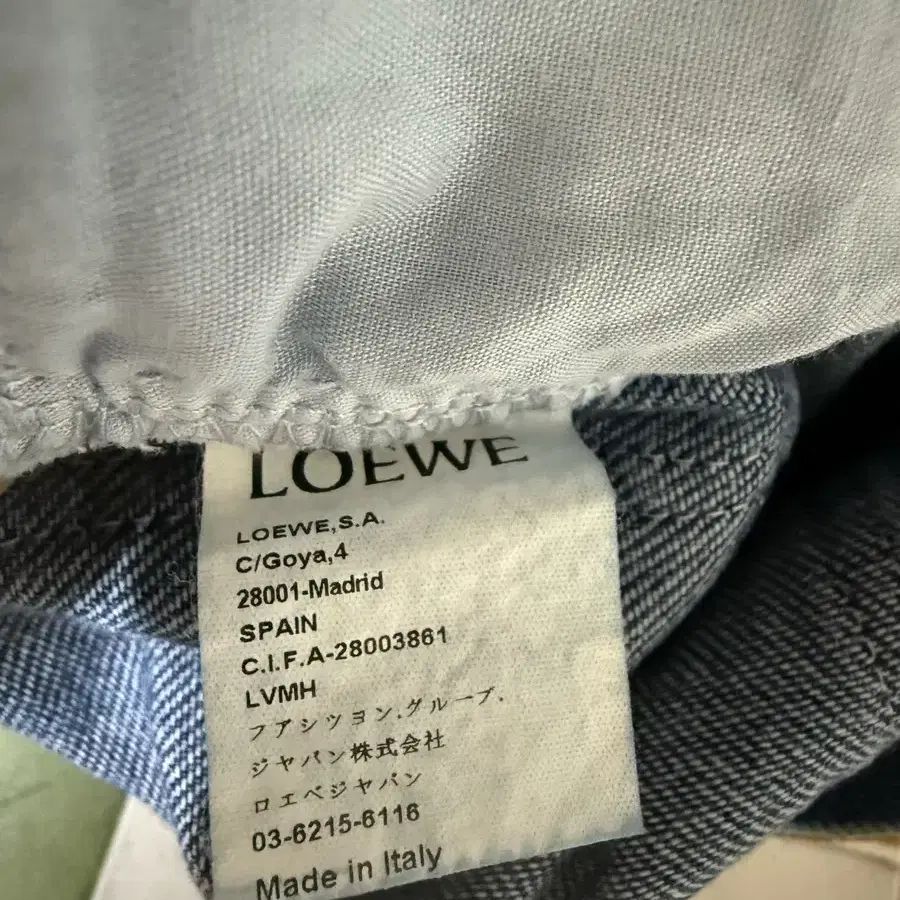 LOEWE
LOEWE,S.A.
C/Goya,4
28001-Madrid
SPAIN
C.I.F.A-28003861
LVMH
フアシツヨン.グループ.
ジヤパン株式会社
ロエベジヤパン
03-6215-6116
Made in Italy